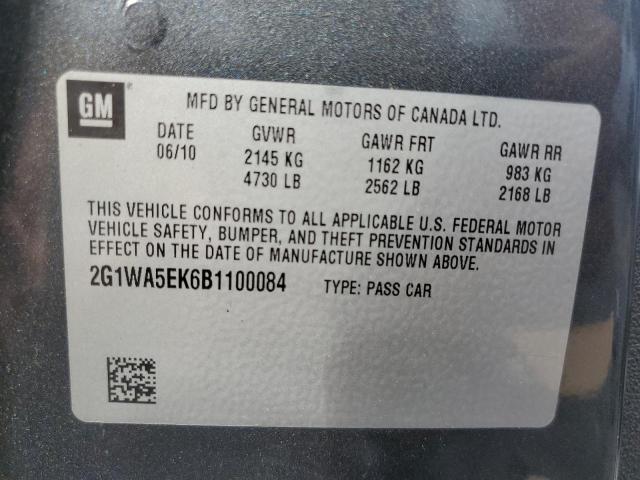 GM
MFD BY GENERAL MOTORS OF CANADA LTD.
DATE GVWR GAWR FRT GAWR RR
06/10 2145 KG 1162 KG 983 KG
4730 LB 2562 LB 2168 LB
THIS VEHICLE CONFORMS TO ALL APPLICABLE U.S. FEDERAL MOTOR
VEHICLE SAFETY, BUMPER, AND THEFT PREVENTION STANDARDS IN
EFFECT ON THE DATE OF MANUFACTURE SHOWN ABOVE.
2G1WA5EK6B1100084 TYPE: PASS CAR